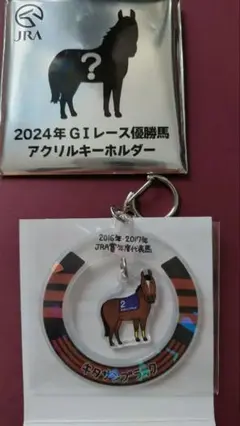 JRA
?
2024年GⅠレース優勝馬
アクリルキーホルダー
2016年 2017年
JRA賞年度代表馬
2
キタサンブラック